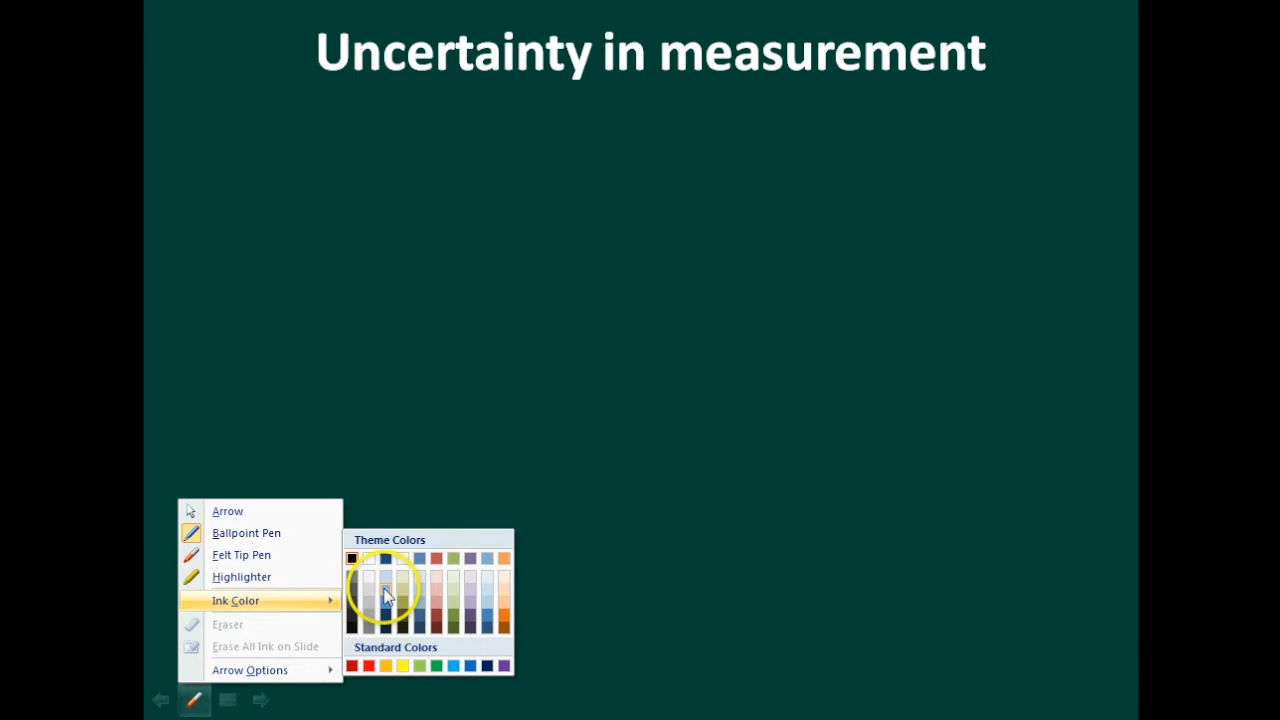 Uncertainty in measurement
Arrow
Ballpoint Pen
Felt Tip Pen
Highlighter
Ink Color
Eraser
Erase All Ink on Slide
Arrow Options
Theme Colors
Standard Colors